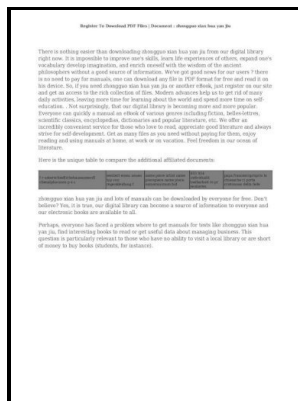 Register To Download PDF Files | Document - zhongguo xian hua yan jiu
There is nothing easier than downloading zhongguo xian hua yan jiu from our digital library
right now. It is impossible to improve one's skills, learn life experiences of others, expand one's
vocabulary develop imagination, and enrich oneself with the wisdom of the ancient
philosophers without a good source of information. We've got good news for our users ? there
is no need to pay for manuals, one can download any file in PDF format for free and read it on
his device. So, if you need zhongguo xian hua yan jiu or another eBook, just register on our site
and get an access to the rich collection of files. Modern advances help us to get rid of many
daily activities, leaving more time for learning about the world and spend more time on self-
education. . Not surprisingly, that our digital library is becoming more and more popular.
Everyone can quickly a manual an eBook of various genres including fiction, belles-lettres,
scientific classics, encyclopedias, dictionaries and popular literature, etc. We offer an
incredibly convenient service for those who love to read, appreciate good literature and always
strive for self-development. Get as many files as you need without paying for them, enjoy
reading end using manuals at home, at work or on vacation. Feel freedom in our ocean of
literature.
Here is the unique table to compare the additional affiliated documents.
zhongguo xian hua yan jiu and lots of manuals can be downloaded by everyone for free. Don't
believe? Yes, it is true, our digital library can become a source of information to everyone and
our electronic books are available to all.
Perhaps, everyone has faced a problem where to get manuals for tools like zhongguo xian hua
yan jiu, find interesting books to read or get useful data about managing business. This
question is particularly relevant to those who have no ability to visit a local library or are short
of money to buy books (students, for instance).